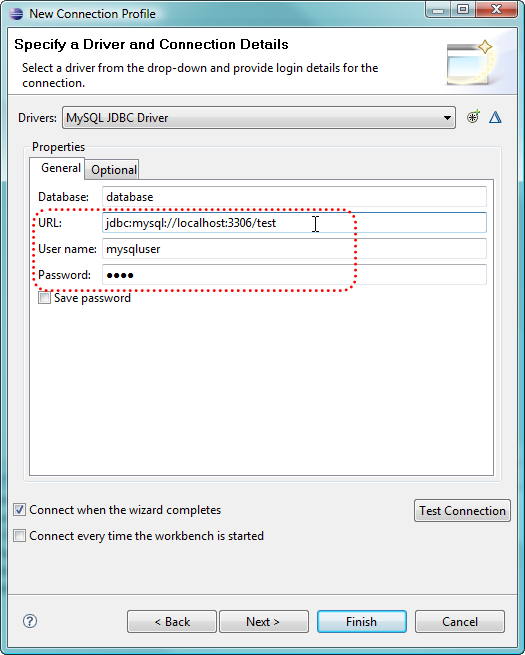 New Connection Profile
Specify a Driver and Connection Details
Select a driver from the drop-down and provide login details for the
connection.
Drivers: MySQL JDBC Driver
Properties
General Optional
Database: database
URL: jdbc:mysql://localhost:3306/test
User name: mysqluser
Password: ●●●●
Save password
Connect when the wizard completes
Test Connection
Connect every time the workbench is started
? < Back Next > Finish Cancel